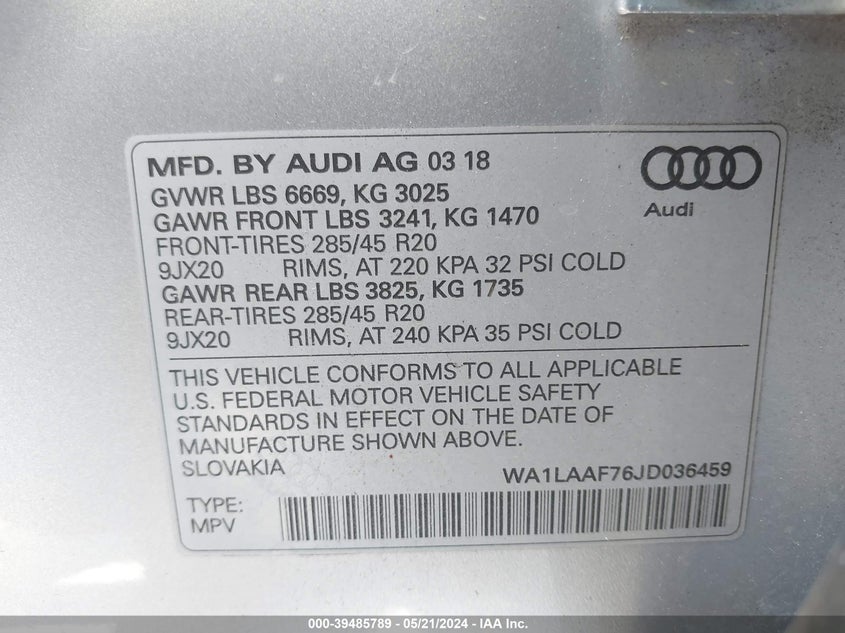 MFD. BY AUDI AG 03 18
GVWR LBS 6669, KG 3025
GAWR FRONT LBS 3241, KG 1470
FRONT-TIRES 285/45 R20
9JX20 RIMS, AT 220 KPA 32 PSI COLD
GAWR REAR LBS 3825, KG 1735
REAR-TIRES 285/45 R20
9JX20 RIMS, AT 240 KPA 35 PSI COLD
Audi
THIS VEHICLE CONFORMS TO ALL APPLICABLE
U.S. FEDERAL MOTOR VEHICLE SAFETY
STANDARDS IN EFFECT ON THE DATE OF
MANUFACTURE SHOWN ABOVE.
SLOVAKIA WA1LAAF76JD036459
TYPE:
MPV
000-39485789 - 05/21/2024 - IAA Inc.